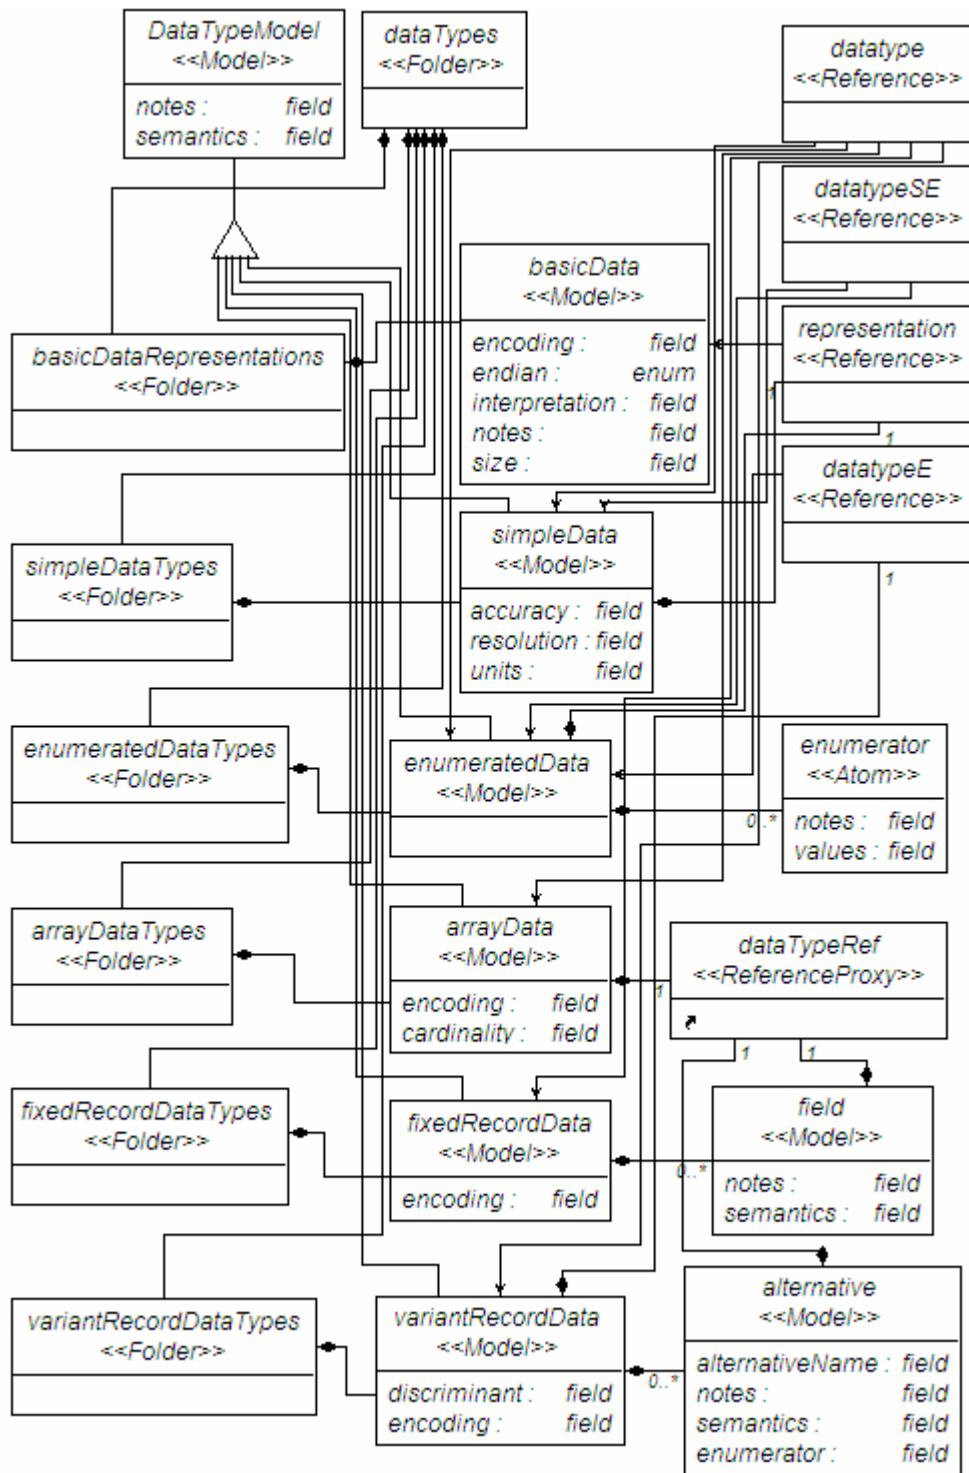 DataTypeModel
<<Model>>
notes : field
semantics : field
dataTypes
<<Folder>>
datatype
<<Reference>>
datatypeSE
<<Reference>>
basicData
<<Model>>
encoding : field
endian : enum
interpretation : field
notes : field
size : field
representation
<<Reference>>
1
1
basicDataRepresentations
<<Folder>>
datatypeE
<<Reference>>
1
simpleDataTypes
<<Folder>>
simpleData
<<Model>>
accuracy : field
resolution : field
units : field
enumeratedDataTypes
<<Folder>>
enumeratedData
<<Model>>
enumerator
<<Atom>>
notes : field
values : field
0..*
arrayDataTypes
<<Folder>>
arrayData
<<Model>>
encoding : field
cardinality : field
dataTypeRef
<<ReferenceProxy>>
1
1
1
fixedRecordDataTypes
<<Folder>>
fixedRecordData
<<Model>>
encoding : field
field
<<Model>>
notes : field
semantics : field
0..*
variantRecordDataTypes
<<Folder>>
variantRecordData
<<Model>>
discriminant : field
encoding : field
alternative
<<Model>>
alternativeName : field
notes : field
semantics : field
enumerator : field
0..*